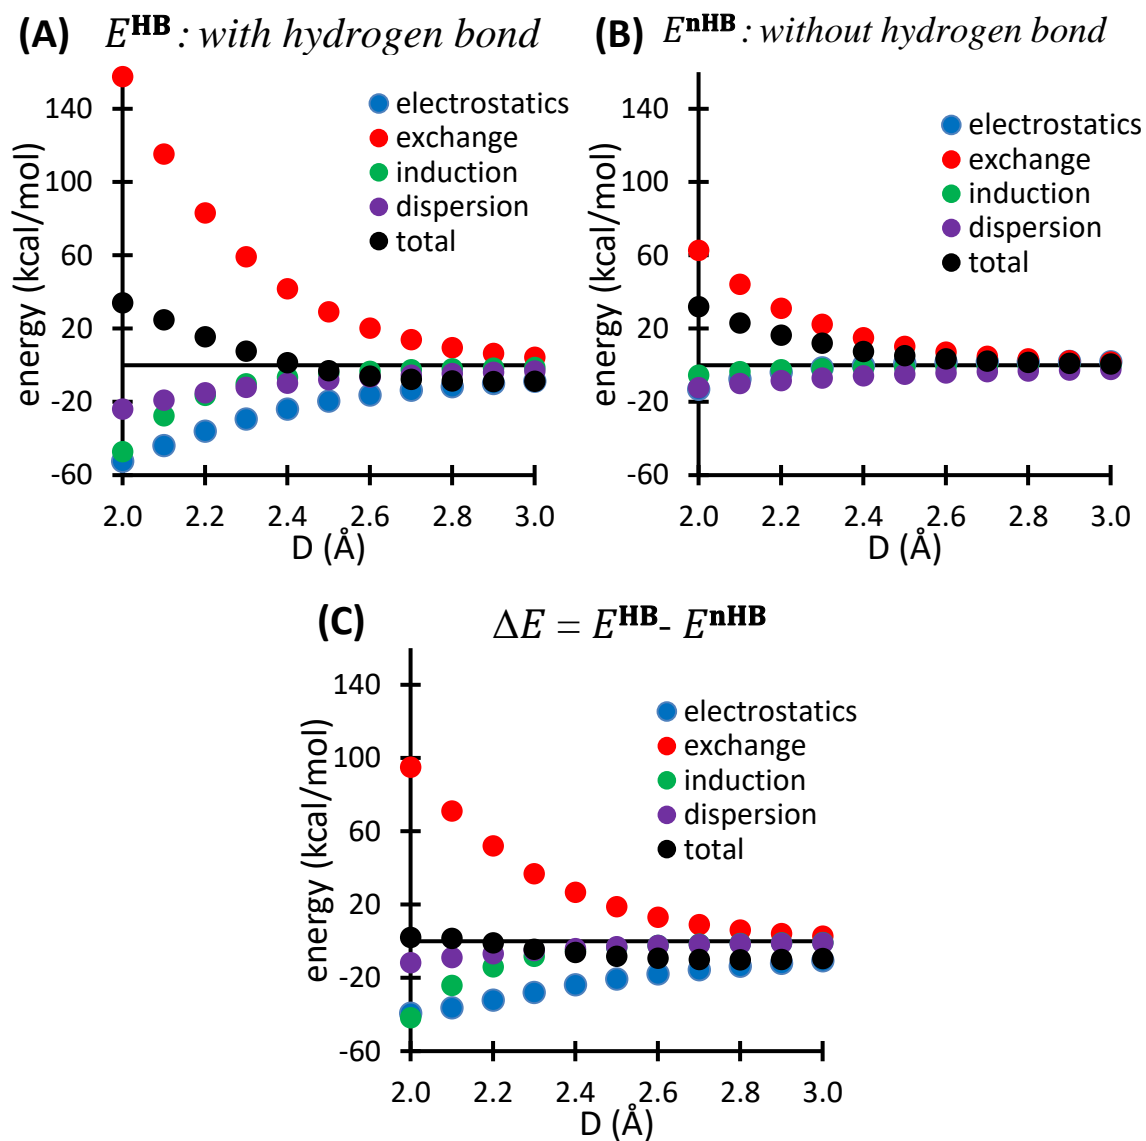 (A) E^HB : with hydrogen bond
electrostatics
exchange
induction
dispersion
total
energy (kcal/mol)
140
100
60
20
-20
-60
2.0 2.2 2.4 2.6 2.8 3.0
D (Å)
(B) E^nHB : without hydrogen bond
electrostatics
exchange
induction
dispersion
total
energy (kcal/mol)
140
100
60
20
-20
-60
2.0 2.2 2.4 2.6 2.8 3.0
D (Å)
(C) ΔE = E^HB- E^nHB
electrostatics
exchange
induction
dispersion
total
energy (kcal/mol)
140
100
60
20
-20
-60
2.0 2.2 2.4 2.6 2.8 3.0
D (Å)